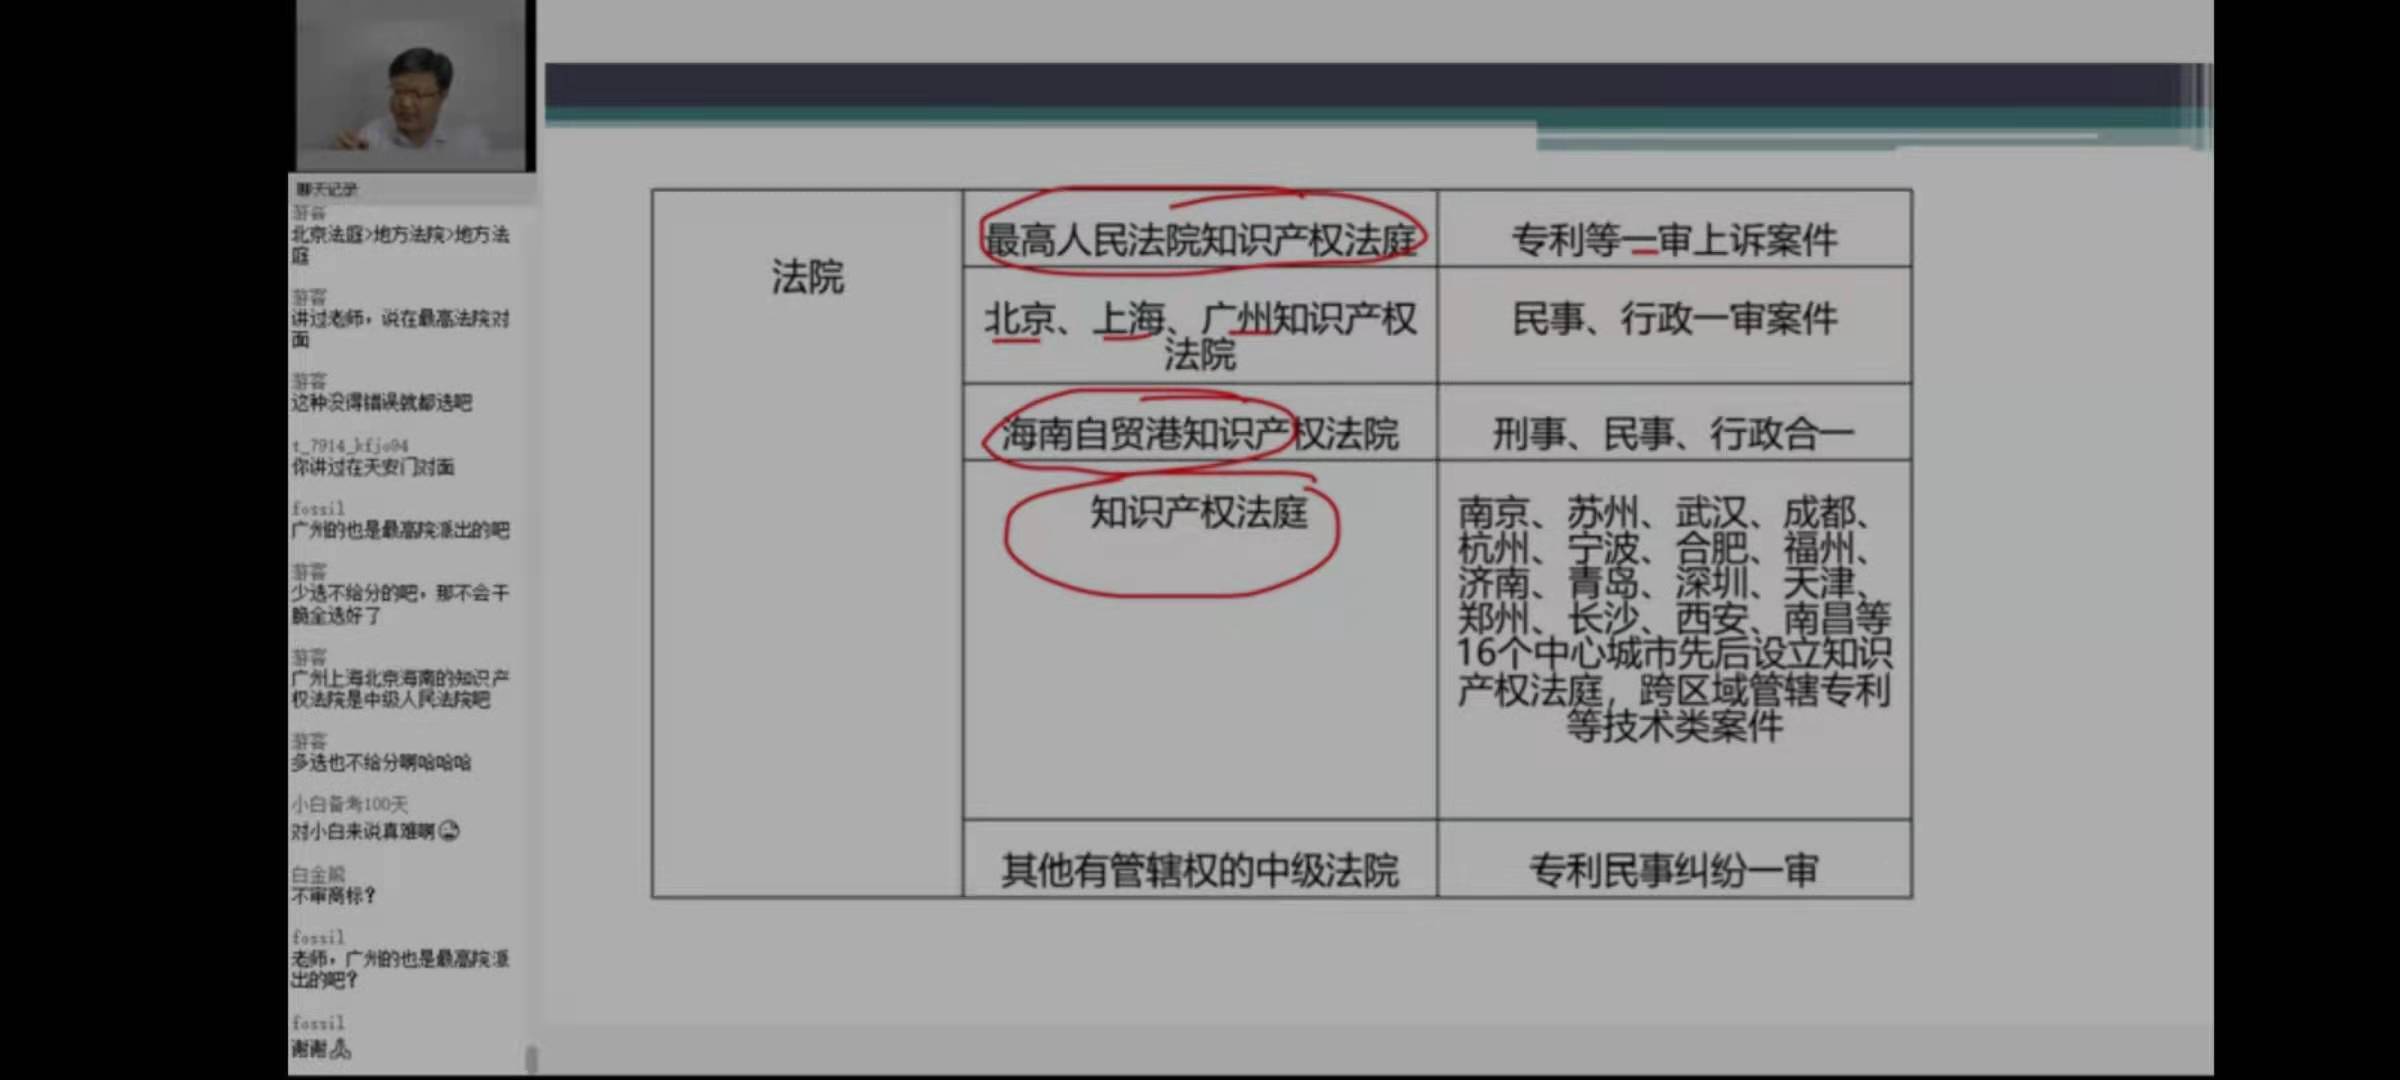 聊天记录
游客
北京法庭>地方法院>地方法
庭
游客
讲过老师，说在最高法院对
面
游客
这种没得错误就都选吧
t_7914_kfjo94
你讲过在天安门对面
fossil
广州的也是最高院派出的吧
游客
少选不给分的吧，那不会干
脆全选好了
游客
广州上海北京海南的知识产
权法院是中级人民法院吧
游客
多选也不给分啊哈哈哈
小白备考100天
对小白来说真难啊
白金龍
不审商标？
fossil
老师，广州的也是最高院派
出的吧？
fossil
谢谢
法院
最高人民法院知识产权法庭
专利等一审上诉案件
北京、上海、广州知识产权
法院
民事、行政一审案件
海南自贸港知识产权法院
刑事、民事、行政合一
知识产权法庭
南京、苏州、武汉、成都、
杭州、宁波、合肥、福州、
济南、青岛、深圳、天津、
郑州、长沙、西安、南昌等
16个中心城市先后设立知识
产权法庭，跨区域管辖专利
等技术类案件
其他有管辖权的中级法院
专利民事纠纷一审